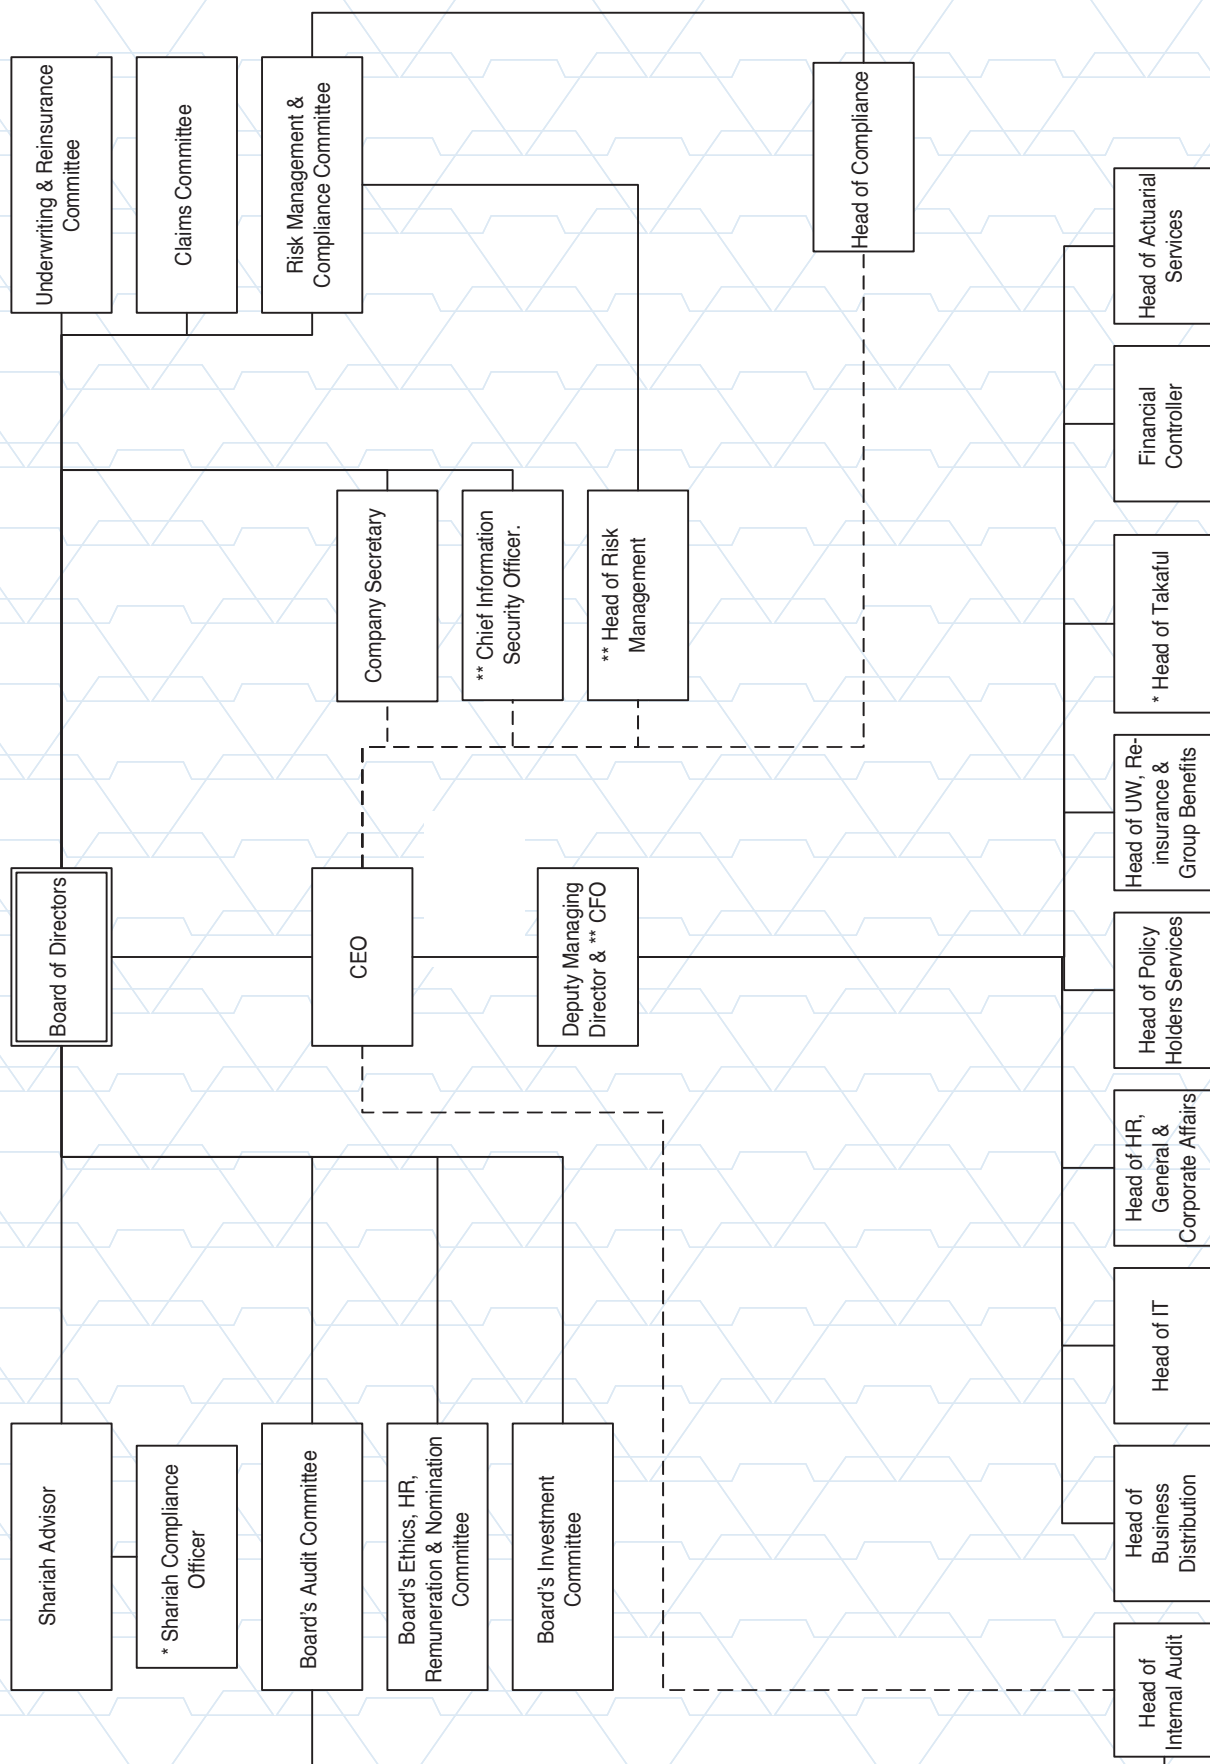 Board of Directors
Shariah Advisor
* Shariah Compliance
Officer
Board's Audit Committee
Board's Ethics, HR,
Remuneration & Nomination
Committee
Board's Investment
Committee
Underwriting & Reinsurance
Committee
Claims Committee
Risk Management &
Compliance Committee
CEO
Company Secretary
** Chief Information
Security Officer.
** Head of Risk
Management
Deputy Managing
Director & ** CFO
Head of Compliance
Head of
Internal Audit
Head of
Business
Distribution
Head of IT
Head of HR,
General &
Corporate Affairs
Head of Policy
Holders Services
Head of UW, Re-
insurance &
Group Benefits
* Head of Takaful
Financial
Controller
Head of Actuarial
Services